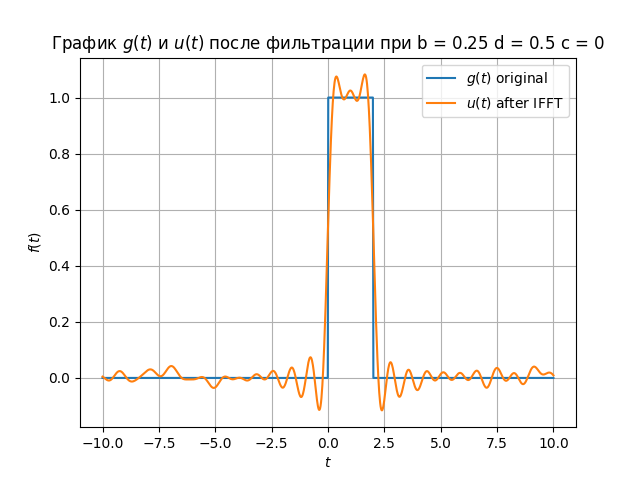 График g(t) и u(t) после фильтрации при b = 0.25 d = 0.5 c = 0
g(t) original
u(t) after IFFT
f(t)
1.0
0.8
0.6
0.4
0.2
0.0
−10.0 −7.5 −5.0 −2.5 0.0 2.5 5.0 7.5 10.0
t